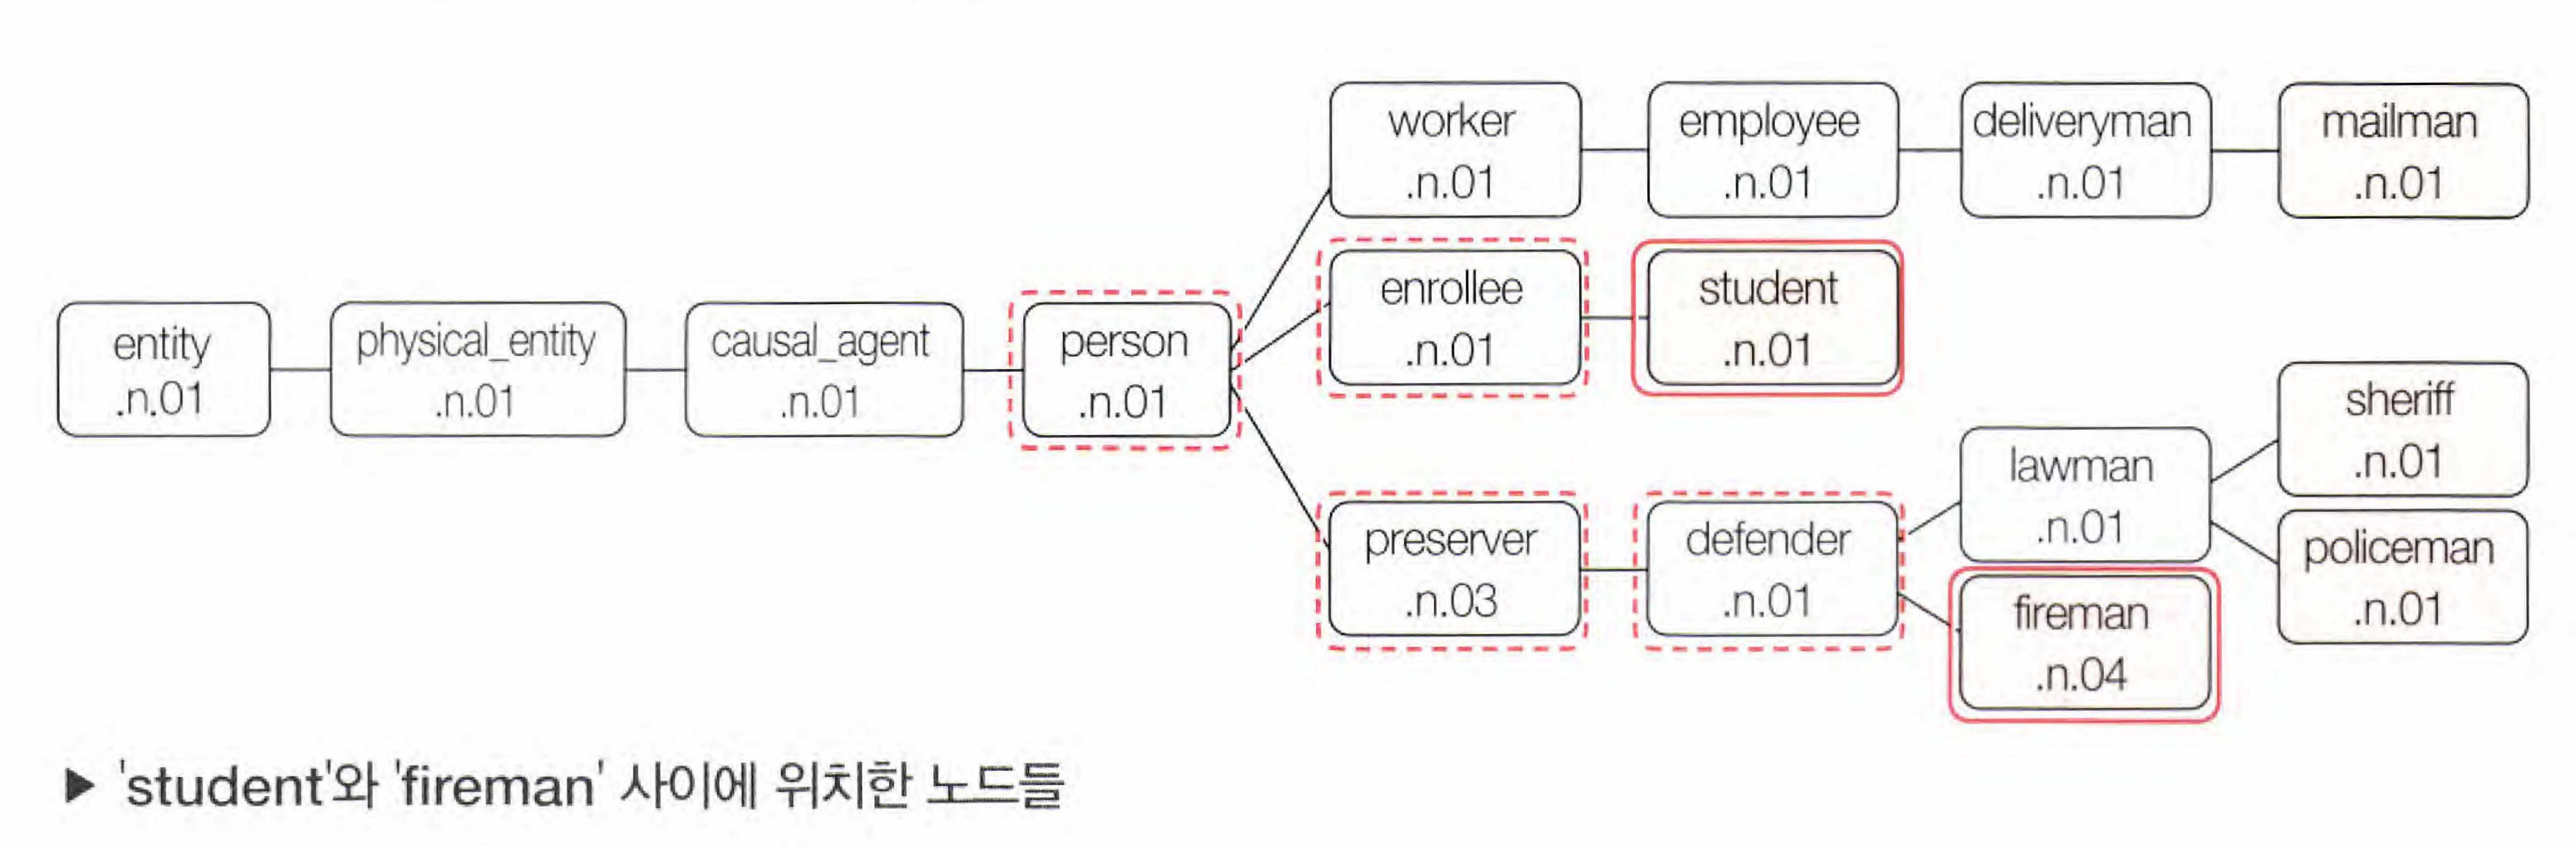 worker
.n.01
employee
.n.01
deliveryman
.n.01
mailman
.n.01
enrollee
.n.01
student
.n.01
entity
.n.01
physical_entity
.n.01
causal_agent
.n.01
person
.n.01
preserver
.n.03
defender
.n.01
lawman
.n.01
fireman
.n.04
sheriff
.n.01
policeman
.n.01
▶ 'student'와 'fireman' 사이에 위치한 노드들